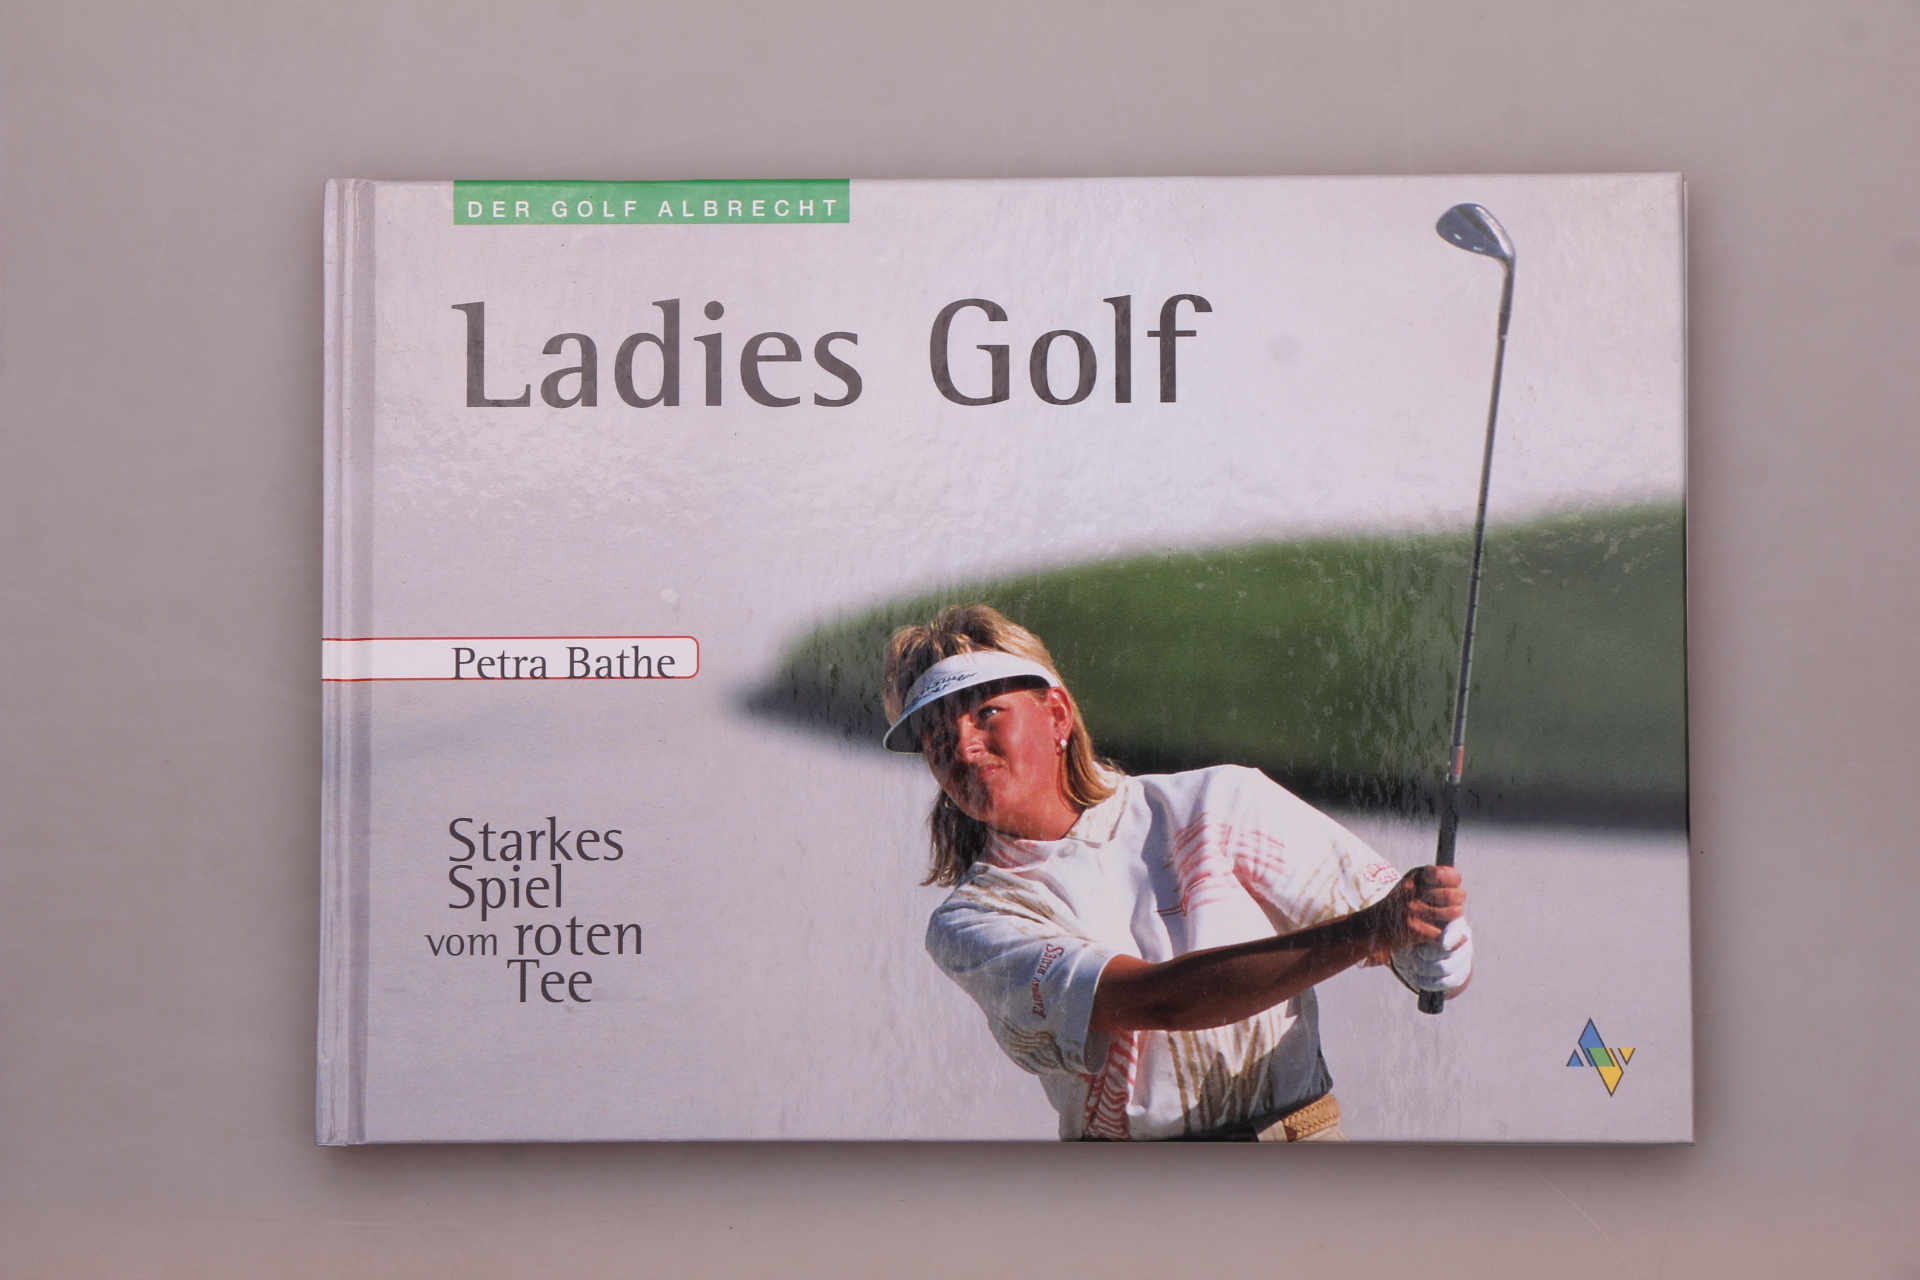 DER GOLF ALBRECHT
Ladies Golf
Petra Bathe
Starkes
Spiel
vom roten
Tee